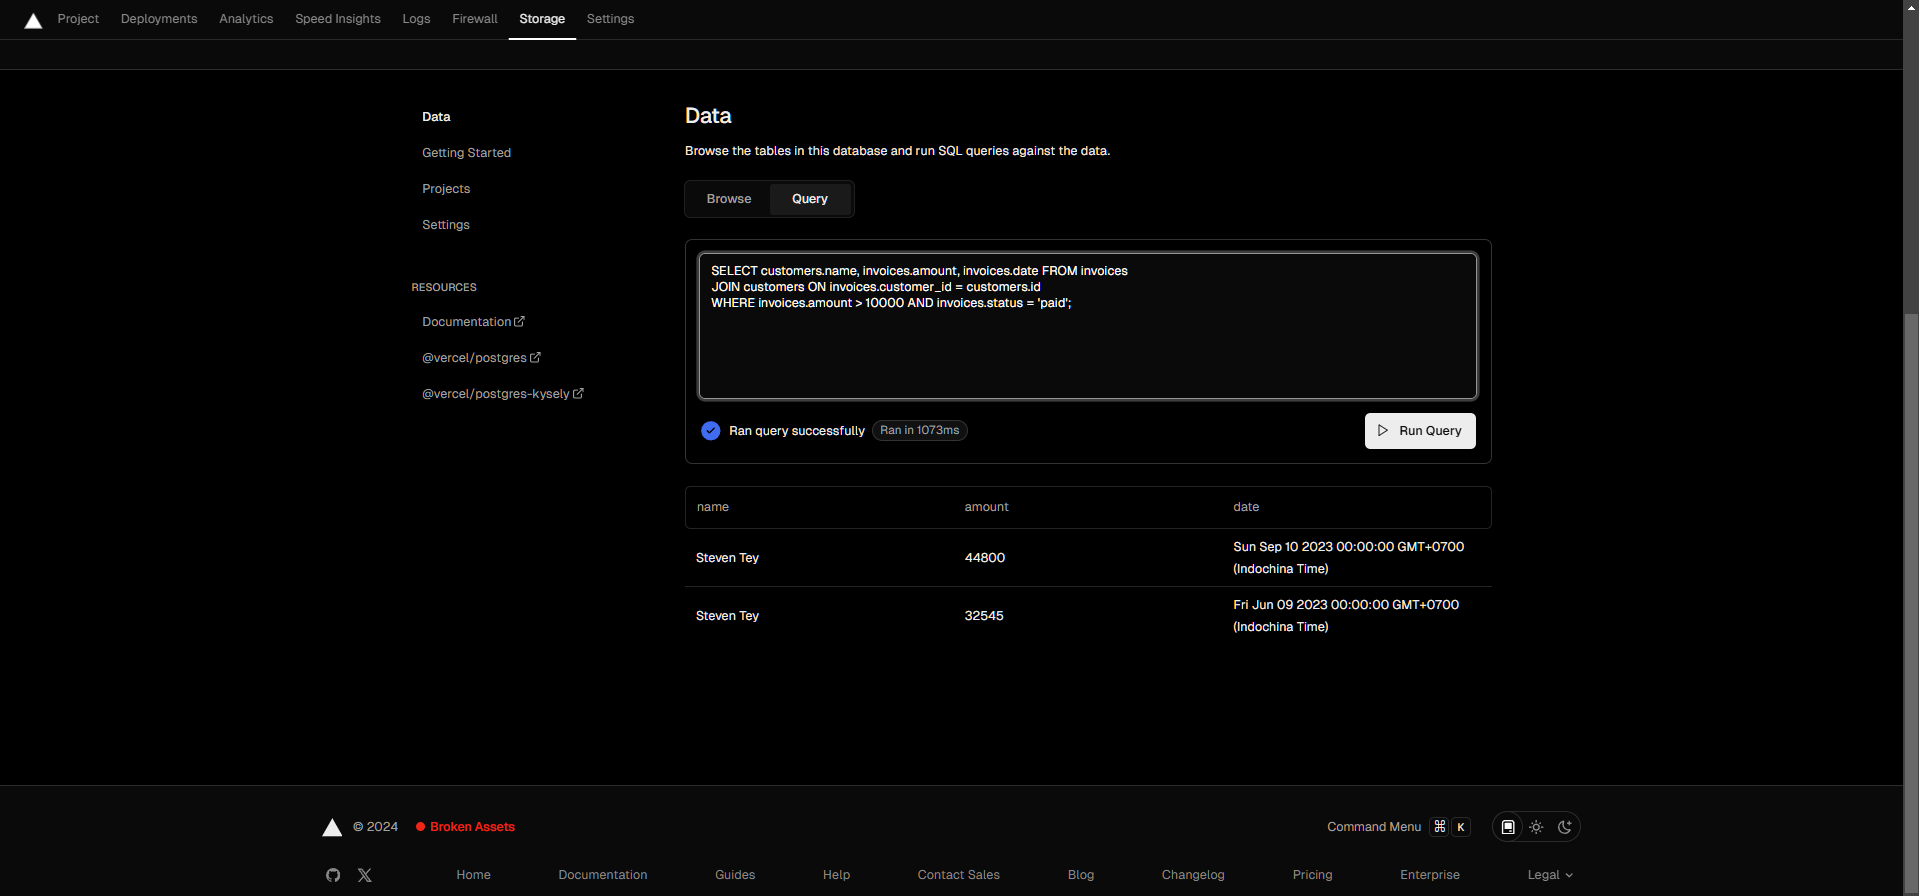 Project Deployments Analytics Speed Insights Logs Firewall Storage Settings
Data
Getting Started
Projects
Settings
RESOURCES
Documentation
@vercel/postgres
@vercel/postgres-kysely
Data
Browse the tables in this database and run SQL queries against the data.
Browse Query
SELECT customers.name, invoices.amount, invoices.date FROM invoices
JOIN customers ON invoices.customer_id = customers.id
WHERE invoices.amount > 10000 AND invoices.status = 'paid';
Ran query successfully Ran in 1073ms Run Query
name amount date
Steven Tey 44800 Sun Sep 10 2023 00:00:00 GMT+0700
(Indochina Time)
Steven Tey 32545 Fri Jun 09 2023 00:00:00 GMT+0700
(Indochina Time)
© 2024 Broken Assets Command Menu ⌘ K
Home Documentation Guides Help Contact Sales Blog Changelog Pricing Enterprise Legal